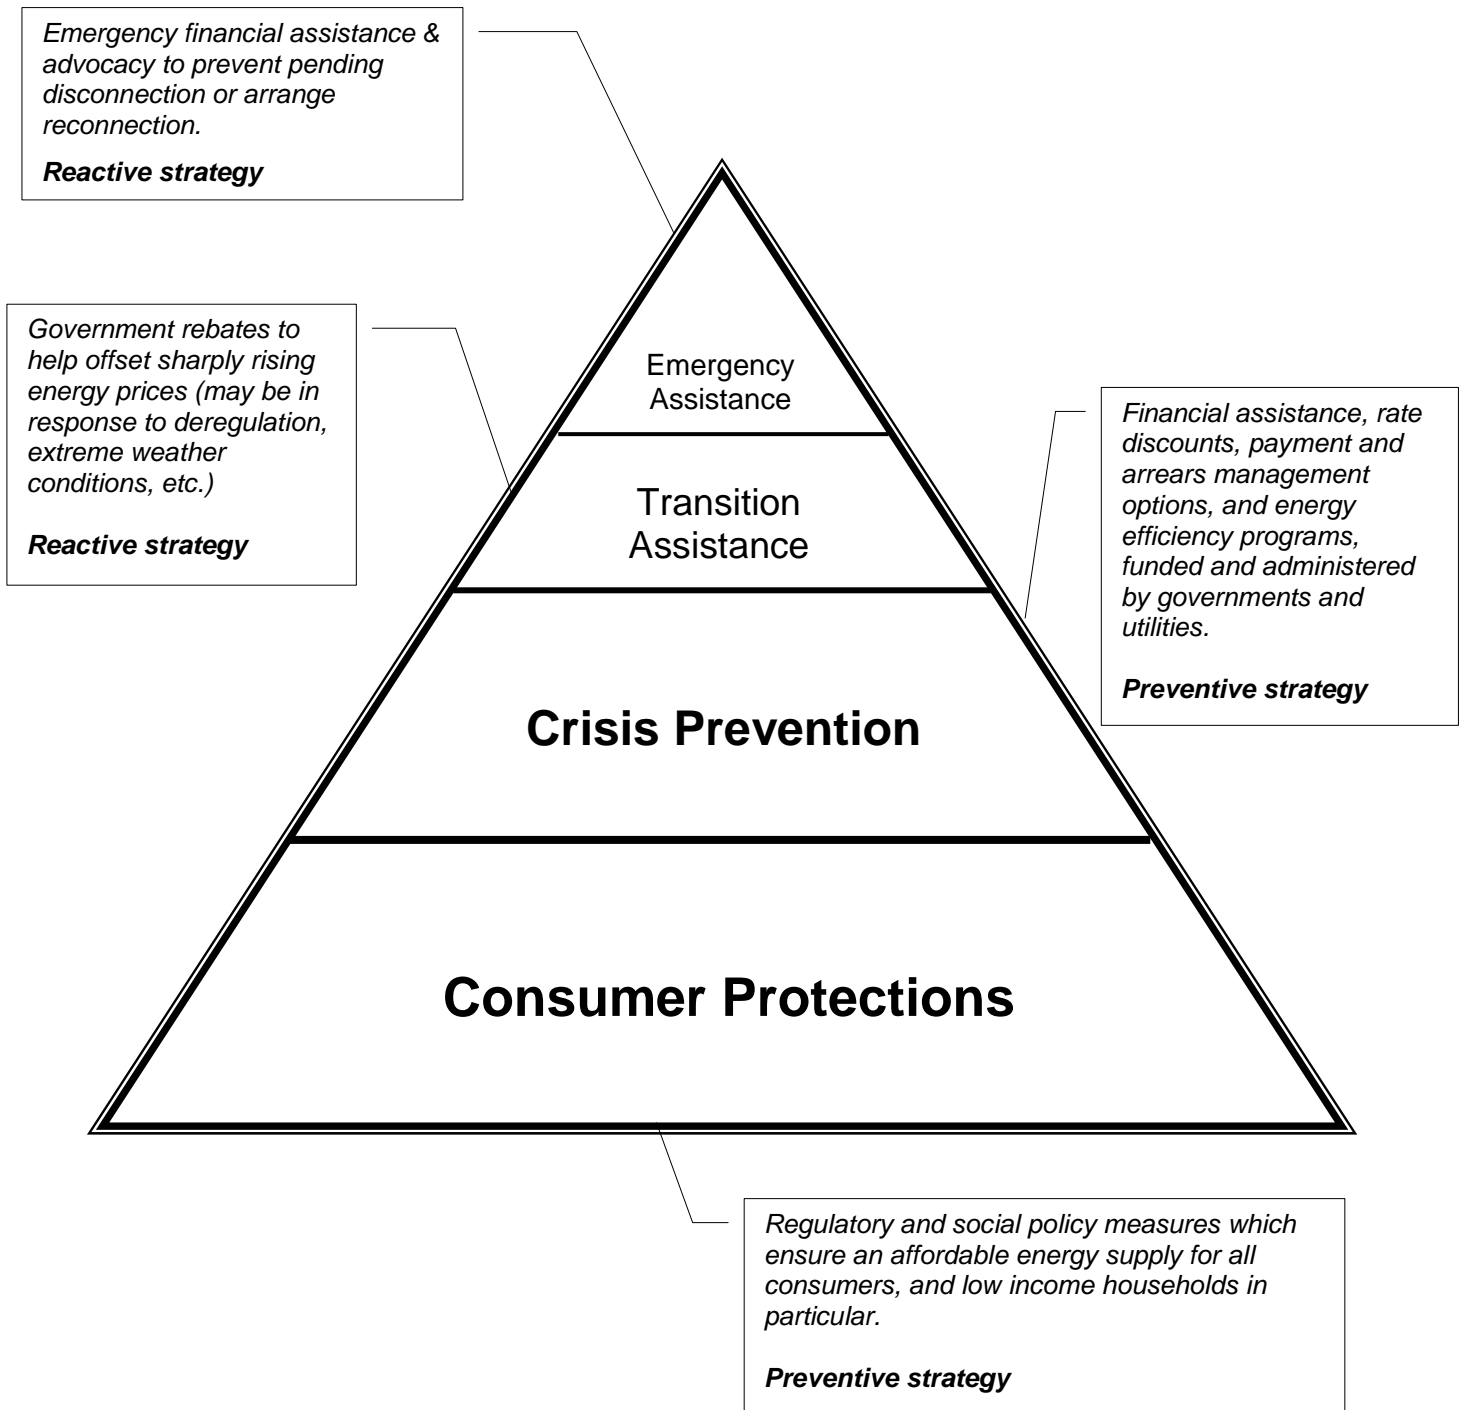 Emergency financial assistance &
advocacy to prevent pending
disconnection or arrange
reconnection.
Reactive strategy
Government rebates to
help offset sharply rising
energy prices (may be in
response to deregulation,
extreme weather
conditions, etc.)
Reactive strategy
Emergency
Assistance
Transition
Assistance
Financial assistance, rate
discounts, payment and
arrears management
options, and energy
efficiency programs,
funded and administered
by governments and
utilities.
Preventive strategy
Crisis Prevention
Consumer Protections
Regulatory and social policy measures which
ensure an affordable energy supply for all
consumers, and low income households in
particular.
Preventive strategy